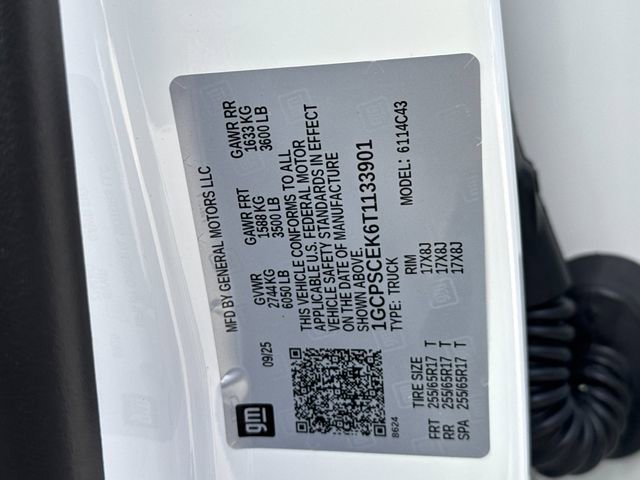 gm
MFD BY GENERAL MOTORS LLC
09/25
GVWR GAWR FRT GAWR RR
2744 KG 1588 KG 1633 KG
6050 LB 3500 LB 3600 LB
THIS VEHICLE CONFORMS TO ALL
APPLICABLE U.S. FEDERAL MOTOR
VEHICLE SAFETY STANDARDS IN EFFECT
ON THE DATE OF MANUFACTURE
SHOWN ABOVE.
1GCPSCEK6T1133901
TYPE: TRUCK MODEL: 6114C43
8624
TIRE SIZE RIM
FRT 255/65R17 T 17X8J
RR 255/65R17 T 17X8J
SPA 255/65R17 T 17X8J